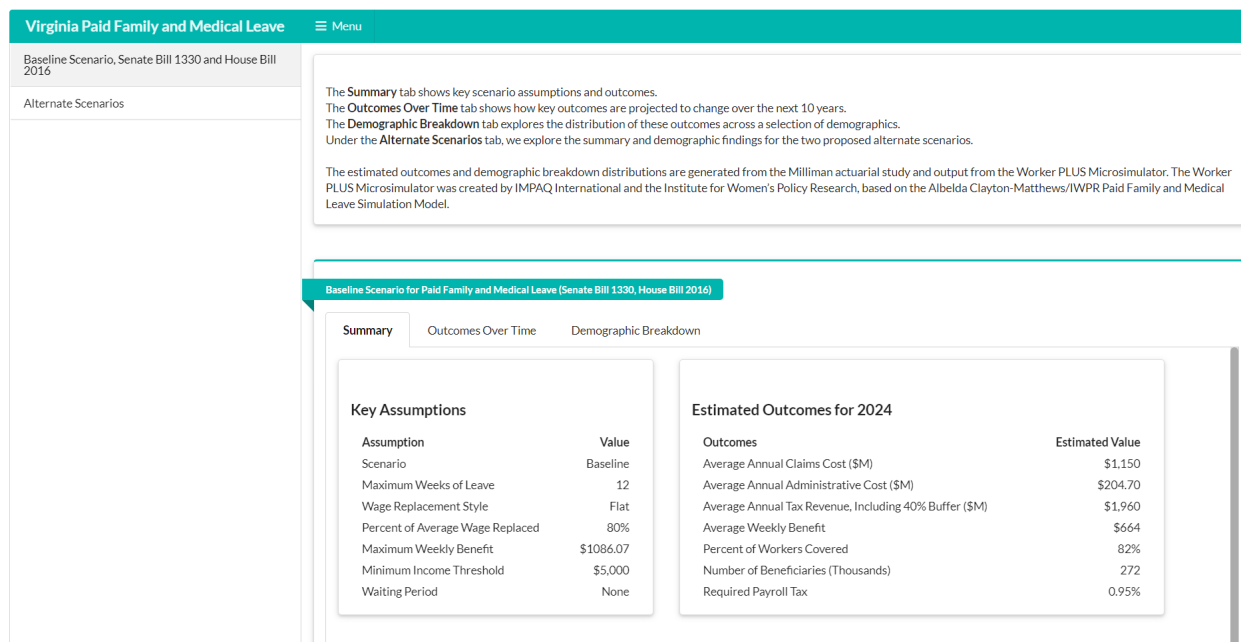 Virginia Paid Family and Medical Leave
☰ Menu
Baseline Scenario, Senate Bill 1330 and House Bill
2016
Alternate Scenarios
The Summary tab shows key scenario assumptions and outcomes.
The Outcomes Over Time tab shows how key outcomes are projected to change over the next 10 years.
The Demographic Breakdown tab explores the distribution of these outcomes across a selection of demographics.
Under the Alternate Scenarios tab, we explore the summary and demographic findings for the two proposed alternate scenarios.
The estimated outcomes and demographic breakdown distributions are generated from the Milliman actuarial study and output from the Worker PLUS Microsimulator. The Worker
PLUS Microsimulator was created by IMPAQ International and the Institute for Women's Policy Research, based on the Albelda Clayton-Matthews/IWPR Paid Family and Medical
Leave Simulation Model.
Baseline Scenario for Paid Family and Medical Leave (Senate Bill 1330, House Bill 2016)
Summary Outcomes Over Time Demographic Breakdown
Key Assumptions
Assumption Value
Scenario Baseline
Maximum Weeks of Leave 12
Wage Replacement Style Flat
Percent of Average Wage Replaced 80%
Maximum Weekly Benefit $1086.07
Minimum Income Threshold $5,000
Waiting Period None
Estimated Outcomes for 2024
Outcomes Estimated Value
Average Annual Claims Cost ($M) $1,150
Average Annual Administrative Cost ($M) $204.70
Average Annual Tax Revenue, Including 40% Buffer ($M) $1,960
Average Weekly Benefit $664
Percent of Workers Covered 82%
Number of Beneficiaries (Thousands) 272
Required Payroll Tax 0.95%